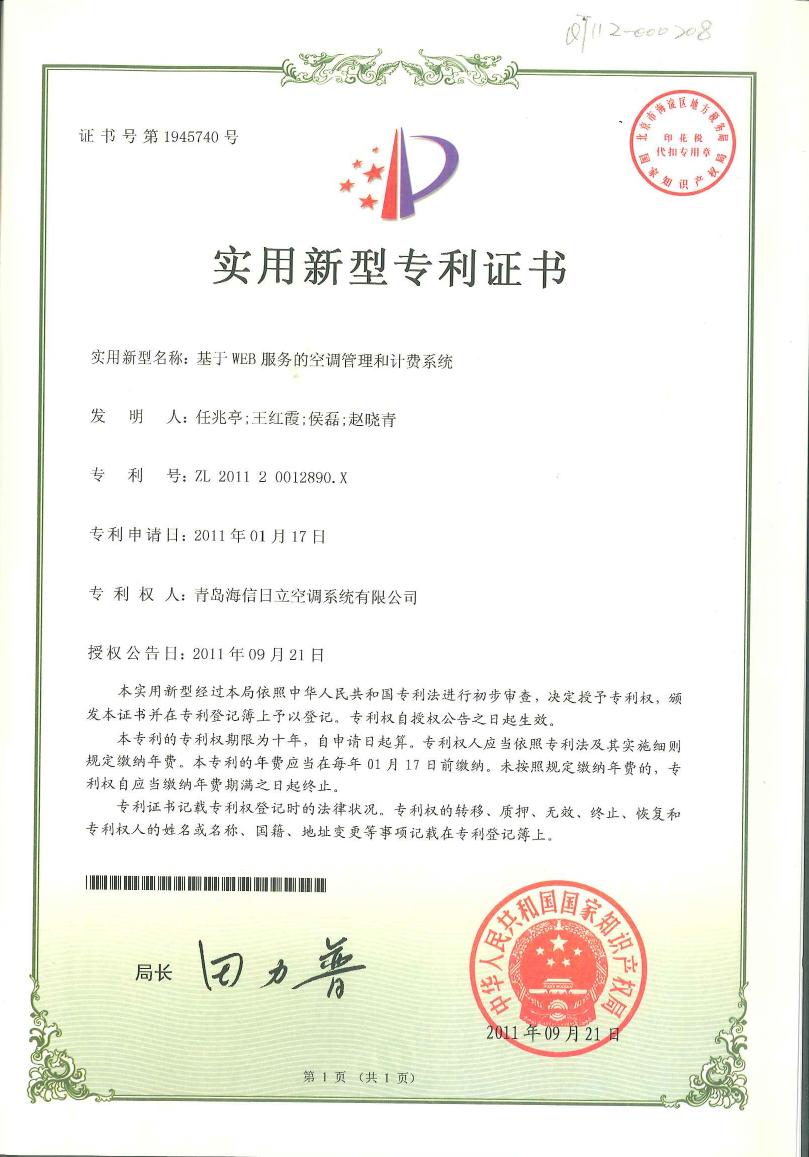 QJ112-000208
证书号第1945740号
北京市海淀区地方税务局
印花税
代扣专用章
国家知识产权局
实用新型专利证书
实用新型名称：基于WEB服务的空调管理和计费系统
发明人：任兆亭;王红霞;侯磊;赵晓青
专利号：ZL 2011 2 0012890.X
专利申请日：2011年01月17日
专利权人：青岛海信日立空调系统有限公司
授权公告日：2011年09月21日
本实用新型经过本局依照中华人民共和国专利法进行初步审查，决定授予专利权，颁
发本证书并在专利登记簿上予以登记。专利权自授权公告之日起生效。
本专利的专利权期限为十年，自申请日起算。专利权人应当依照专利法及其实施细则
规定缴纳年费。本专利的年费应当在每年01月17日前缴纳。未按照规定缴纳年费的，专
利权自应当缴纳年费期满之日起终止。
专利证书记载专利权登记时的法律状况。专利权的转移、质押、无效、终止、恢复和
专利权人的姓名或名称、国籍、地址变更等事项记载在专利登记簿上。
局长 田力普
中华人民共和国国家知识产权局
2011年09月21日
第1页（共1页）